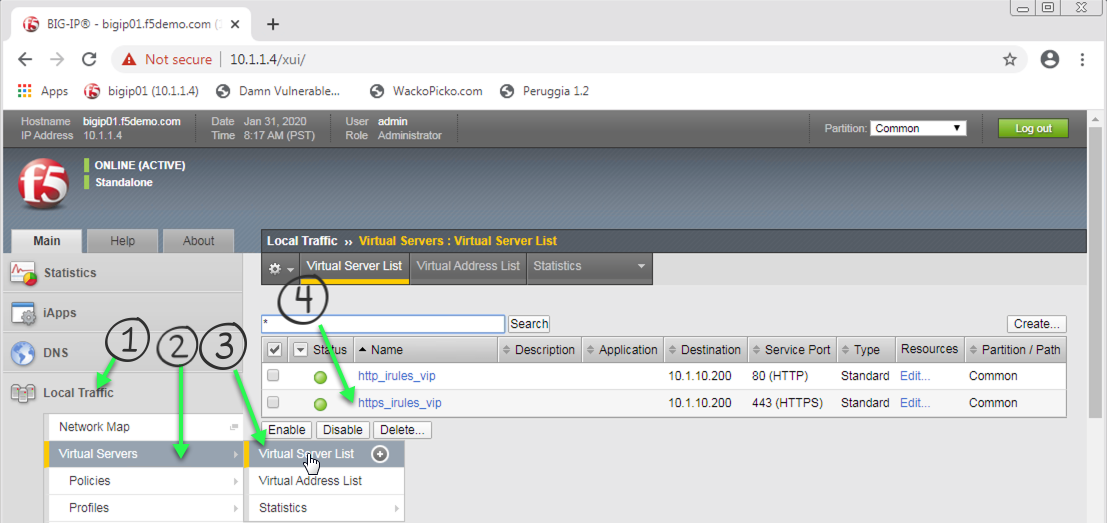 BIG-IP® - bigip01.f5demo.com (
Not secure | 10.1.1.4/xui/
Apps bigip01 (10.1.1.4) Damn Vulnerable... WackoPicko.com Peruggia 1.2
Hostname bigip01.f5demo.com Date Jan 31, 2020 User admin
IP Address 10.1.1.4 Time 8:17 AM (PST) Role Administrator
Partition: Common Log out
f5
ONLINE (ACTIVE)
Standalone
Main Help About
Local Traffic ›› Virtual Servers : Virtual Server List
Virtual Server List Virtual Address List Statistics
Statistics
iApps
DNS
Local Traffic
Network Map
Virtual Servers
Policies
Profiles
1 2 3 4
* Search Create...
Status Name Description Application Destination Service Port Type Resources Partition / Path
http_irules_vip 10.1.10.200 80 (HTTP) Standard Edit... Common
https_irules_vip 10.1.10.200 443 (HTTPS) Standard Edit... Common
Enable Disable Delete...
Virtual Server List
Virtual Address List
Statistics